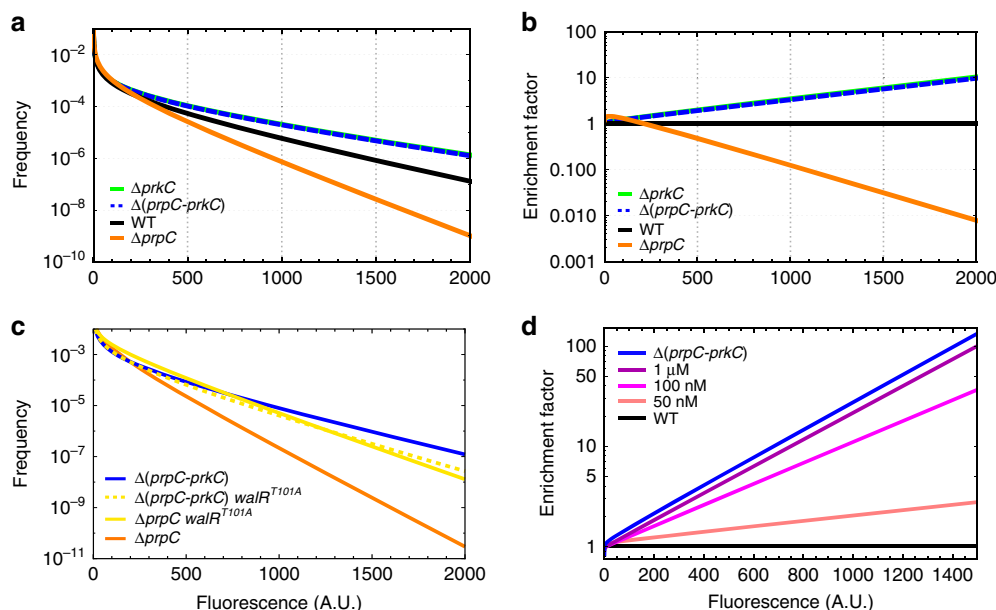 a
Frequency
10⁻²
10⁻⁴
10⁻⁶
10⁻⁸
10⁻¹⁰
ΔprkC
Δ(prpC-prkC)
WT
ΔprpC
0 500 1000 1500 2000
b
Enrichment factor
100
10
1
0.100
0.010
0.001
ΔprkC
Δ(prpC-prkC)
WT
ΔprpC
0 500 1000 1500 2000
c
Frequency
10⁻³
10⁻⁵
10⁻⁷
10⁻⁹
10⁻¹¹
Δ(prpC-prkC)
Δ(prpC-prkC) walRᵀ¹⁰¹ᴬ
ΔprpC walRᵀ¹⁰¹ᴬ
ΔprpC
0 500 1000 1500 2000
Fluorescence (A.U.)
d
Enrichment factor
100
50
10
5
1
Δ(prpC-prkC)
1 μM
100 nM
50 nM
WT
0 200 400 600 800 1000 1200 1400
Fluorescence (A.U.)